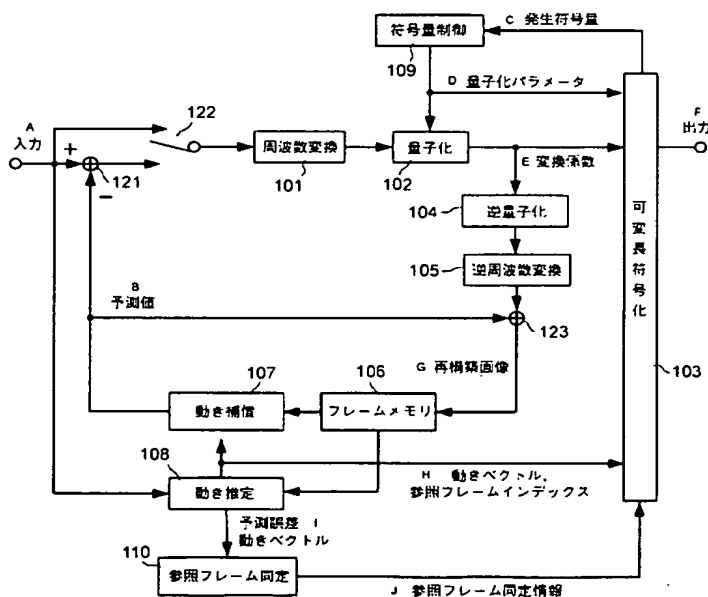 C 発生符号量
符号量制御
109
D 量子化パラメータ
F
出力
A
入力
122
+
121
−
周波数変換
101
量子化
102
E 変換係数
104
逆量子化
105
逆周波数変換
可変長符号化
B
予測値
123
G 再構築画像
103
107
106
動き補償
フレームメモリ
108
動き推定
H 動きベクトル,
参照フレームインデックス
予測誤差 I
動きベクトル
110
参照フレーム同定
J 参照フレーム同定情報